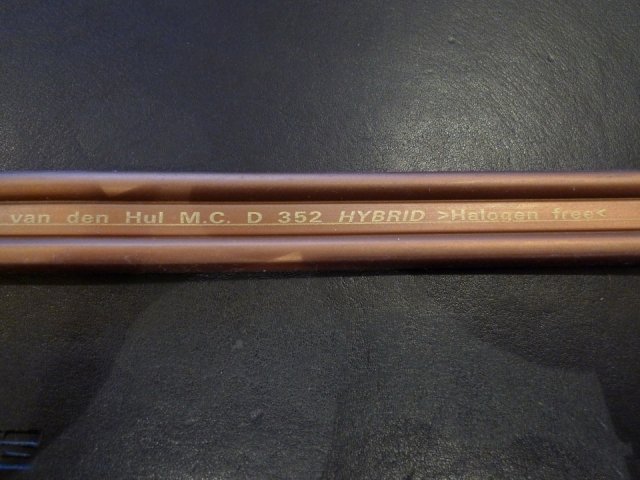 van den Hul M.C. D 352 HYBRID >Halogen free<